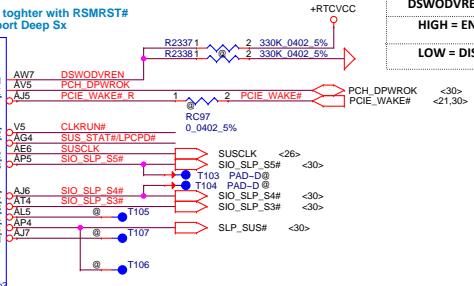 toghter with RSMRST#
port Deep Sx
+RTCVCC
DSWODVRE
HIGH = EN
LOW = DIS
R2337 1 2 330K_0402_5%
R2338 1 @ 2 330K_0402_5%
AW7 DSWODVREN
AV5 PCH_DPWROK PCH_DPWROK <30>
AJ5 PCIE_WAKE#_R 1 2 PCIE_WAKE# PCIE_WAKE# <21,30>
@
RC97
0_0402_5%
V5 CLKRUN#
AG4 SUS_STAT#/LPCPD#
AE6 SUSCLK SUSCLK <26>
AP5 SIO_SLP_S5# SIO_SLP_S5# <30>
T103 PAD~D@
T104 PAD~D@
AJ6 SIO_SLP_S4# SIO_SLP_S4# <30>
AT4 SIO_SLP_S3# SIO_SLP_S3# <30>
AL5 @ T105
AP4 SLP_SUS# <30>
AJ7 @ T107
@ T106